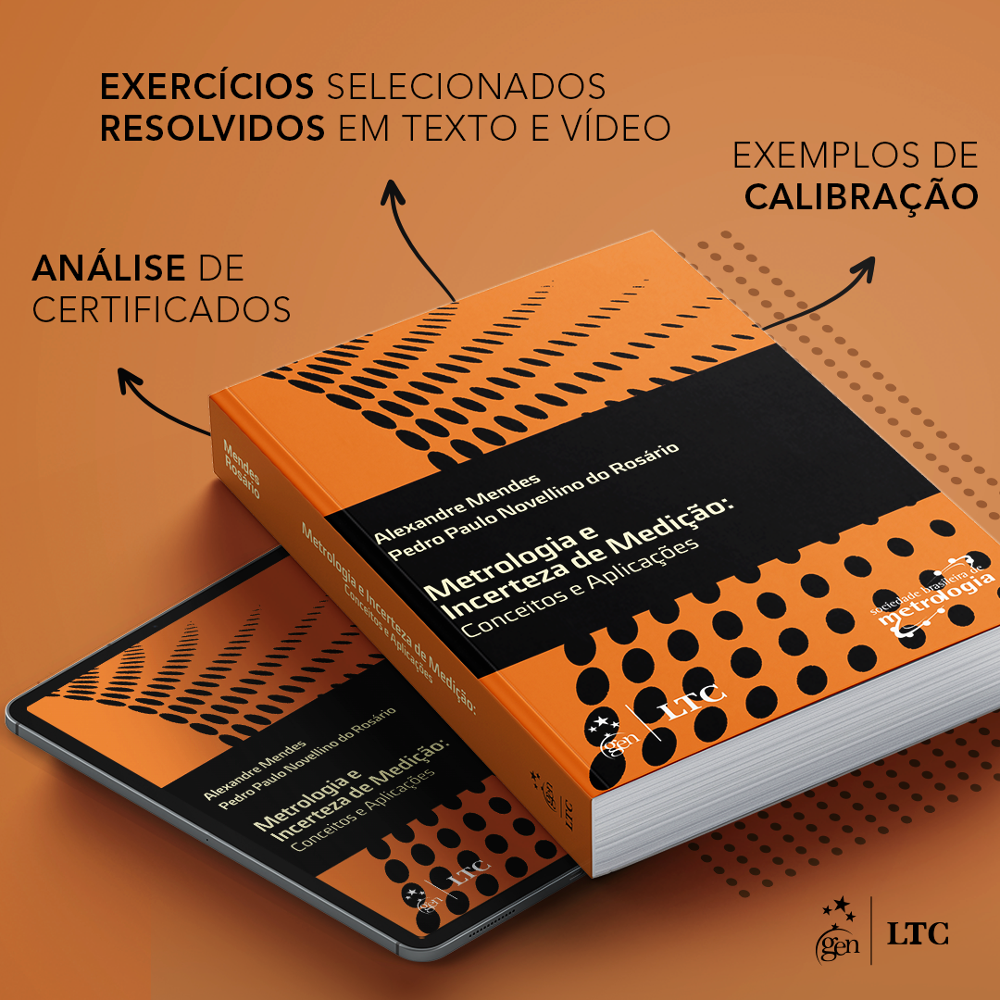 EXERCÍCIOS SELECIONADOS
RESOLVIDOS EM TEXTO E VÍDEO
EXEMPLOS DE
CALIBRAÇÃO
ANÁLISE DE
CERTIFICADOS
Mendes
Rosário
Metrologia e Incerteza de Medição:
Conceitos e Aplicações
gen
LTC
Alexandre Mendes
Pedro Paulo Novellino do Rosário
Metrologia e
Incerteza de Medição:
Conceitos e Aplicações
sociedade brasileira de
metrologia
gen
LTC
Alexandre Mendes
Pedro Paulo Novellino do Rosário
Metrologia e
Incerteza de Medição:
Conceitos e Aplicações
gen
LTC
gen
LTC